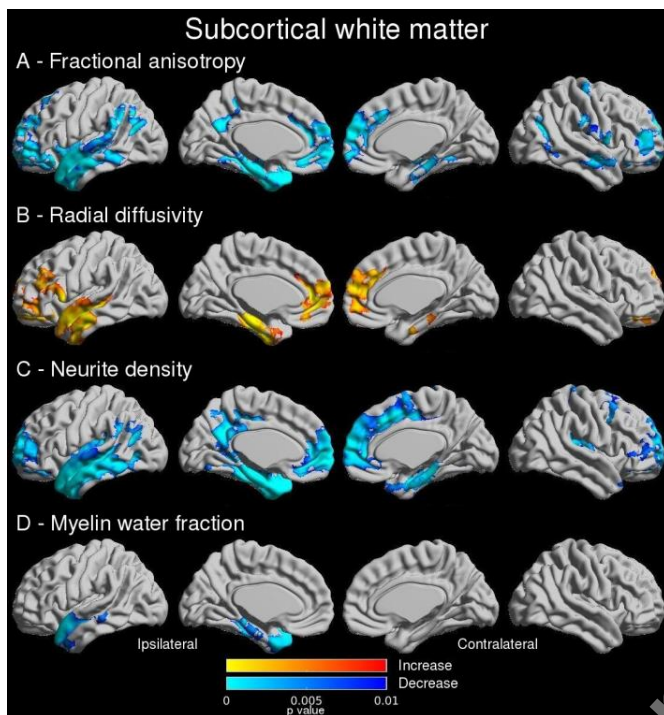 Subcortical white matter
A - Fractional anisotropy
B - Radial diffusivity
C - Neurite density
D - Myelin water fraction
Ipsilateral
Contralateral
Increase
Decrease
0
0.005
0.01
p value